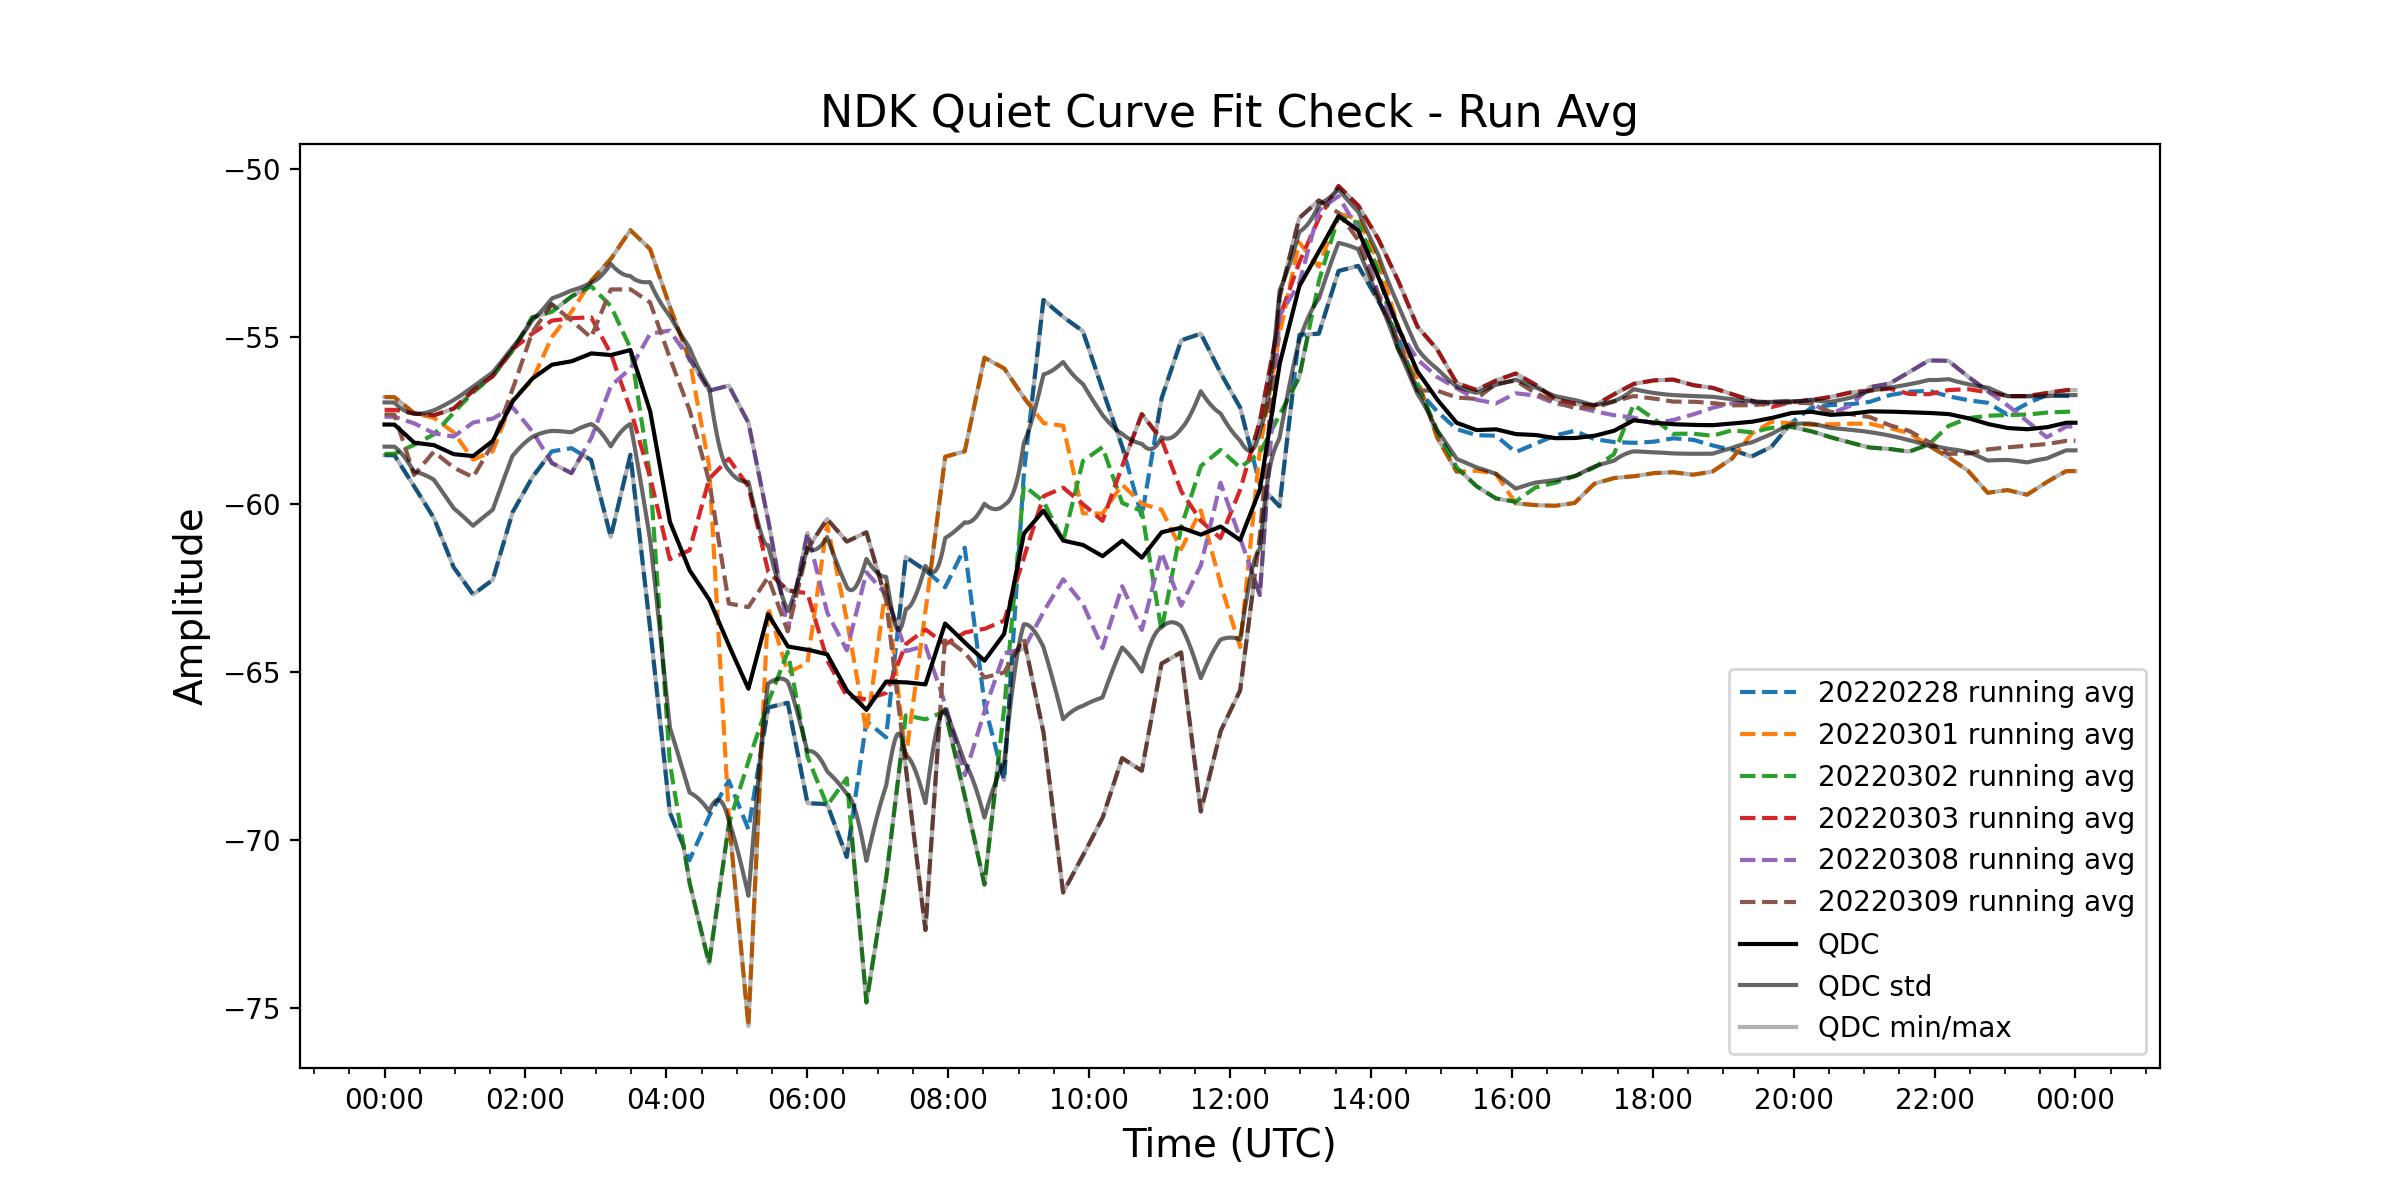 NDK Quiet Curve Fit Check - Run Avg
Amplitude
−50
−55
−60
−65
−70
−75
20220228 running avg
20220301 running avg
20220302 running avg
20220303 running avg
20220308 running avg
20220309 running avg
QDC
QDC std
QDC min/max
00:00 02:00 04:00 06:00 08:00 10:00 12:00 14:00 16:00 18:00 20:00 22:00 00:00
Time (UTC)